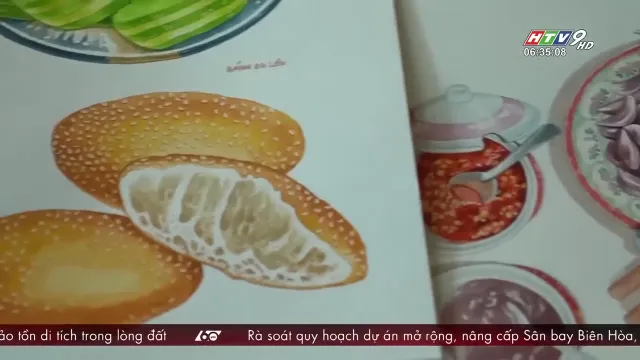 HTV9 HD
06:35:08
ảo tồn di tích trong lòng đất
60
Rà soát quy hoạch dự án mở rộng, nâng cấp Sân bay Biên Hòa,